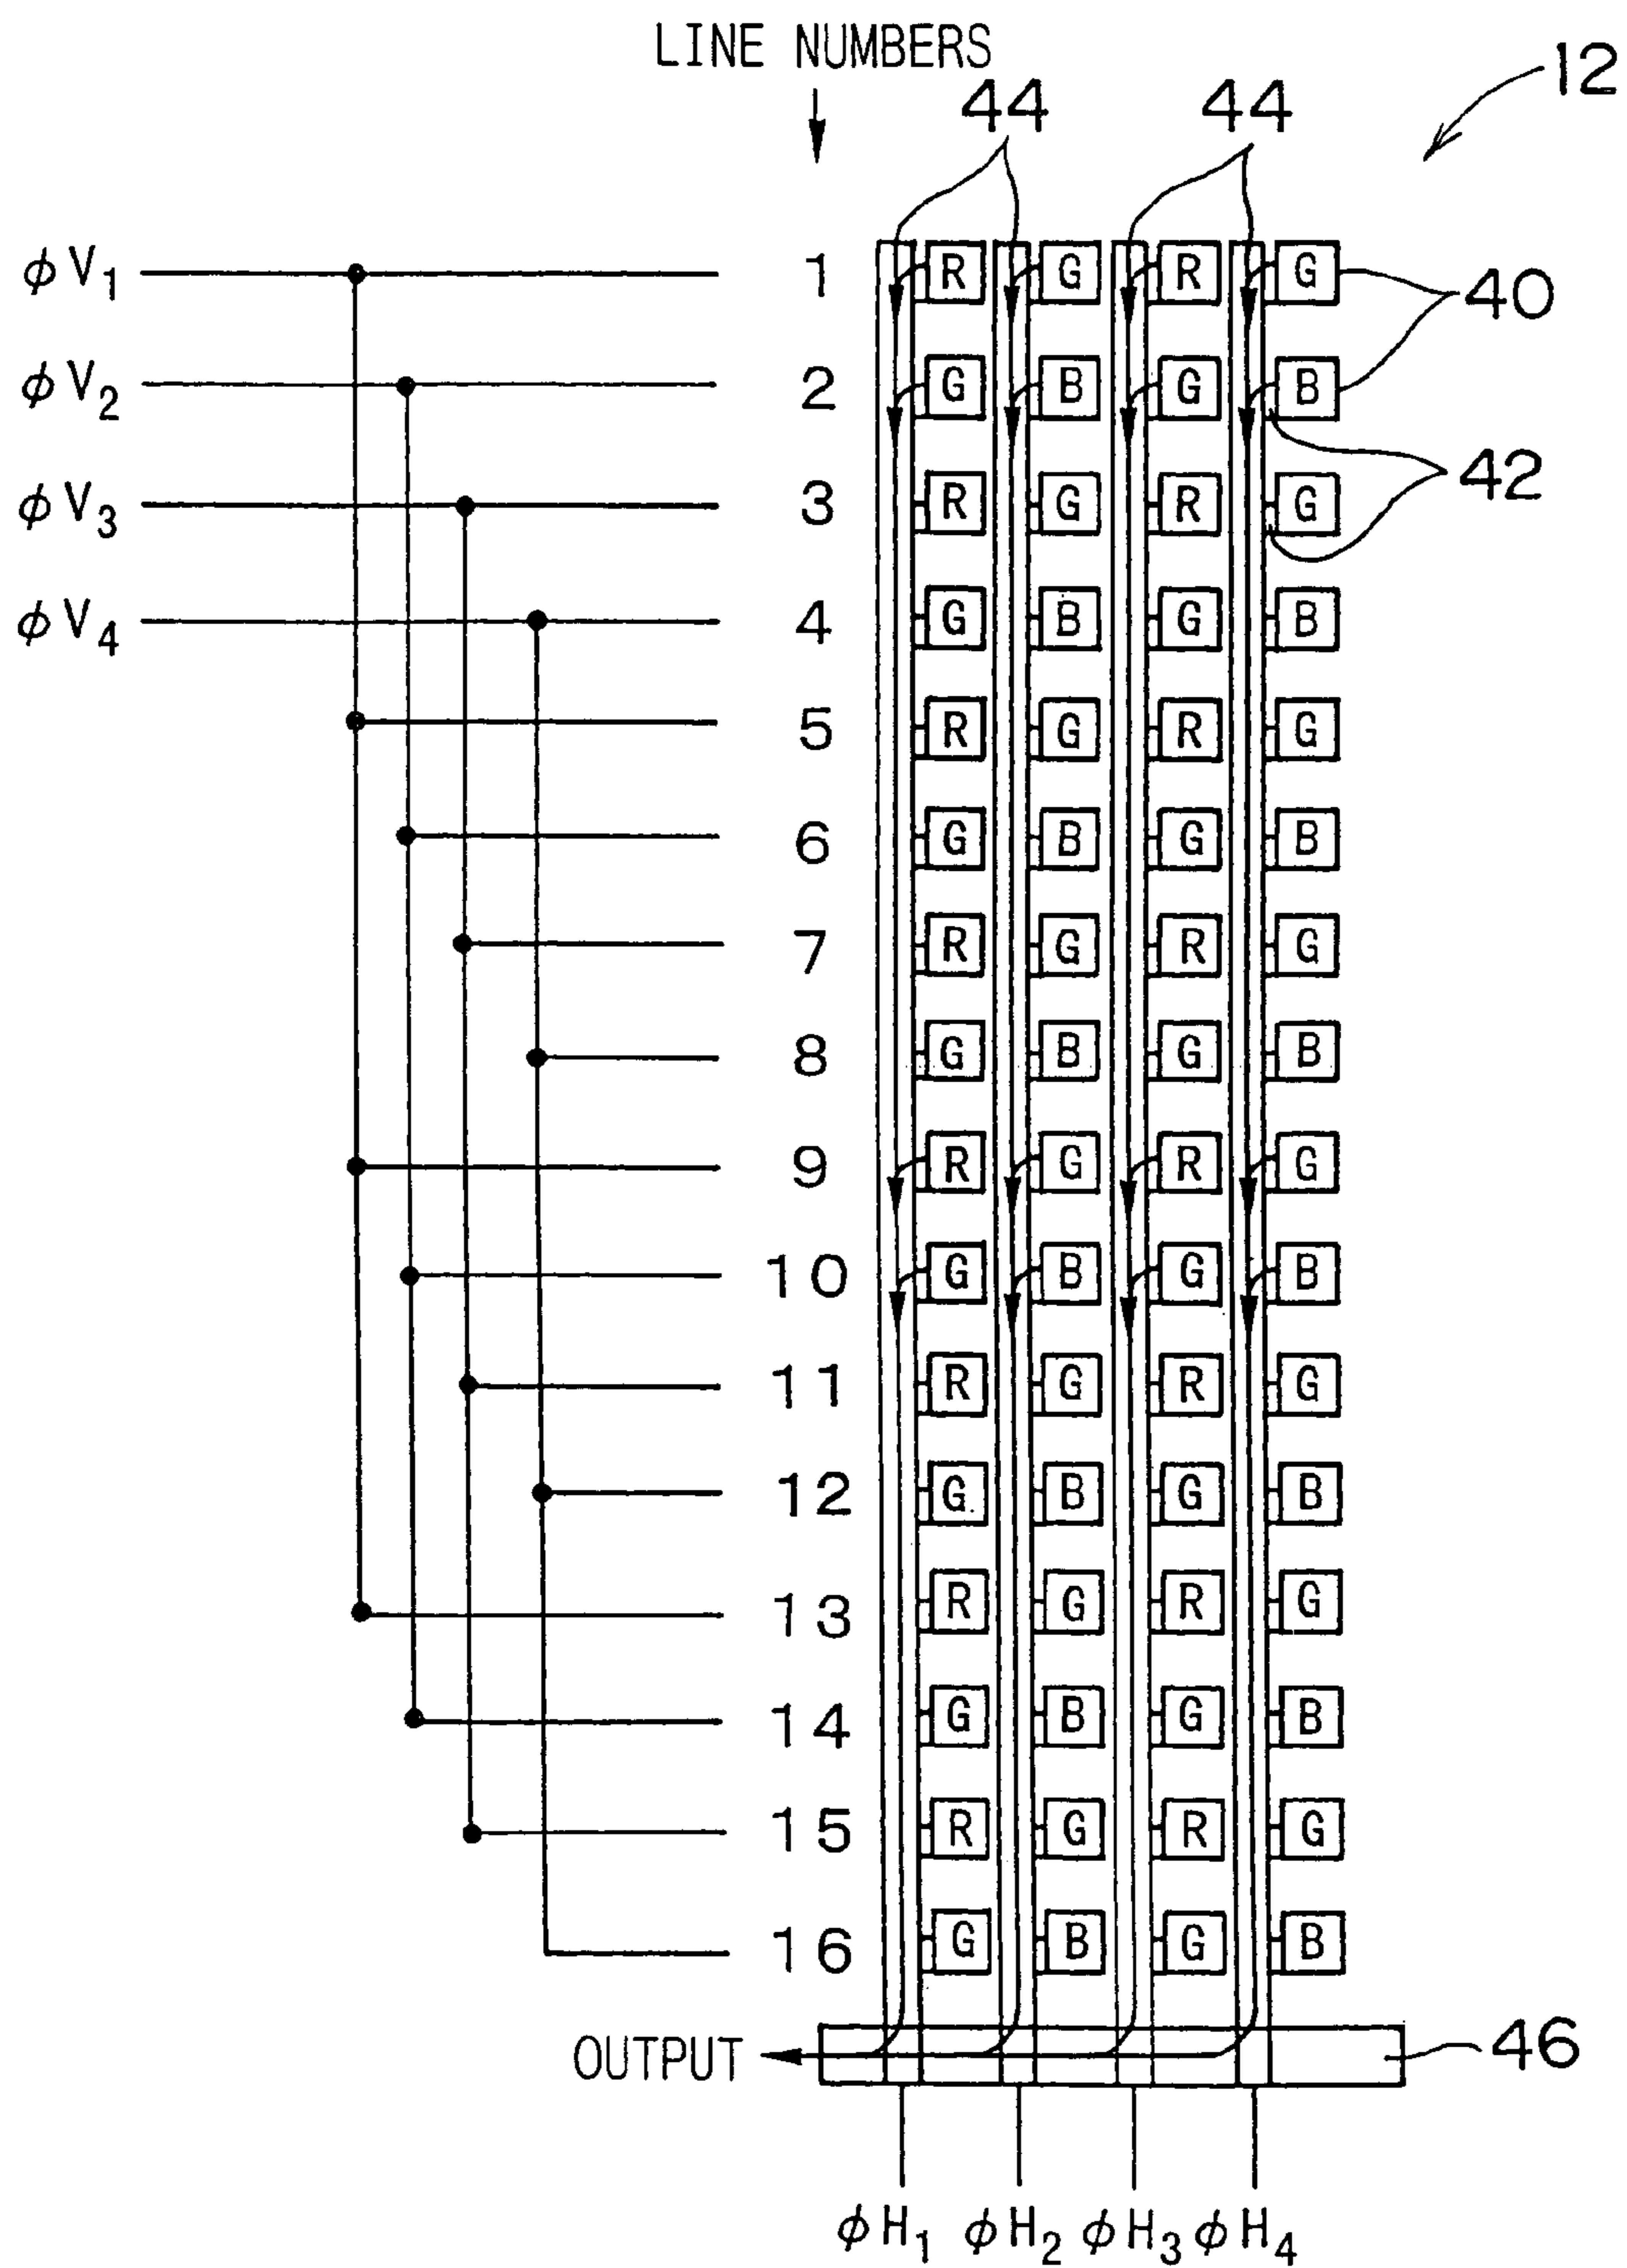 LINE NUMBERS
12
44 44
φV1 1 R G R G 40
φV2 2 G B G B
42
φV3 3 R G R G
φV4 4 G B G B
5 R G R G
6 G B G B
7 R G R G
8 G B G B
9 R G R G
10 G B G B
11 R G R G
12 G B G B
13 R G R G
14 G B G B
15 R G R G
16 G B G B
OUTPUT 46
φH1 φH2 φH3 φH4